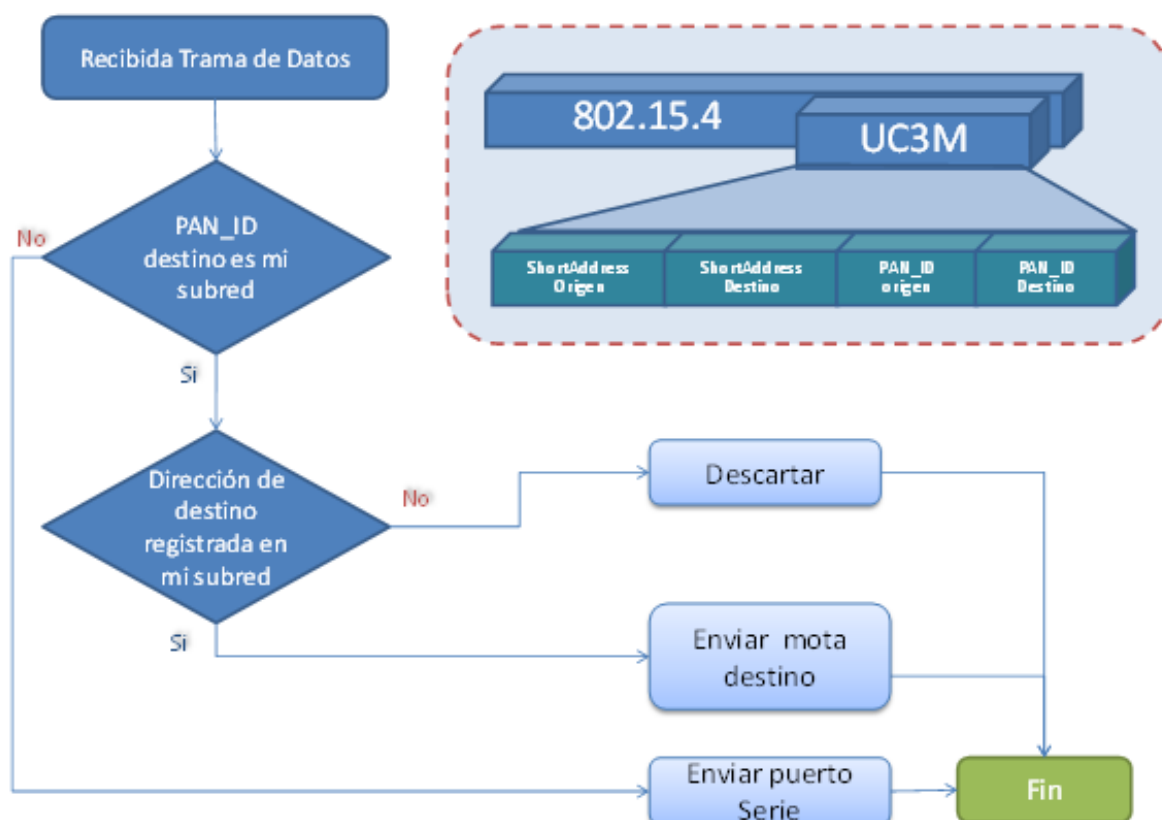 Recibida Trama de Datos
802.15.4
UC3M
ShortAddress
Origen
ShortAddress
Destino
PAN_ID
origen
PAN_ID
Destino
PAN_ID
destino es mi
subred
No
Si
Dirección de
destino
registrada en
mi subred
No
Si
Descartar
Enviar mota
destino
Enviar puerto
Serie
Fin